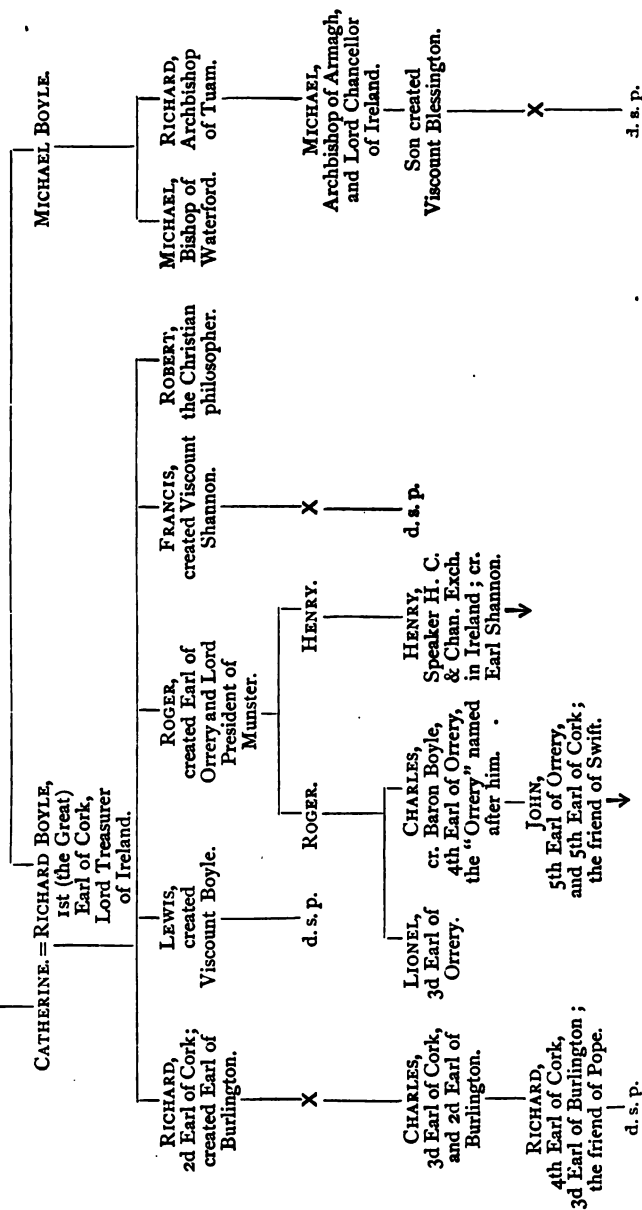 CATHERINE. = RICHARD BOYLE,
1st (the Great)
Earl of Cork,
Lord Treasurer
of Ireland.
MICHAEL BOYLE.
RICHARD,
2d Earl of Cork;
created Earl of
Burlington.
LEWIS,
created
Viscount Boyle.
ROGER,
created Earl of
Orrery and Lord
President of
Munster.
FRANCIS,
created Viscount
Shannon.
ROBERT,
the Christian
philosopher.
MICHAEL,
Bishop of
Waterford.
RICHARD,
Archbishop
of Tuam.
X
d. s. p.
ROGER.
HENRY.
X
MICHAEL,
Archbishop of Armagh,
and Lord Chancellor
of Ireland.
CHARLES,
3d Earl of Cork,
and 2d Earl of
Burlington.
LIONEL,
3d Earl of
Orrery.
CHARLES,
cr. Baron Boyle,
4th Earl of Orrery,
the "Orrery" named
after him.
HENRY,
Speaker H. C.
& Chan. Exch.
in Ireland; cr.
Earl Shannon.
d. s. p.
Son created
Viscount Blessington.
RICHARD,
4th Earl of Cork,
3d Earl of Burlington;
the friend of Pope.
JOHN,
5th Earl of Orrery,
and 5th Earl of Cork;
the friend of Swift.
X
d. s. p.
d. s. p.